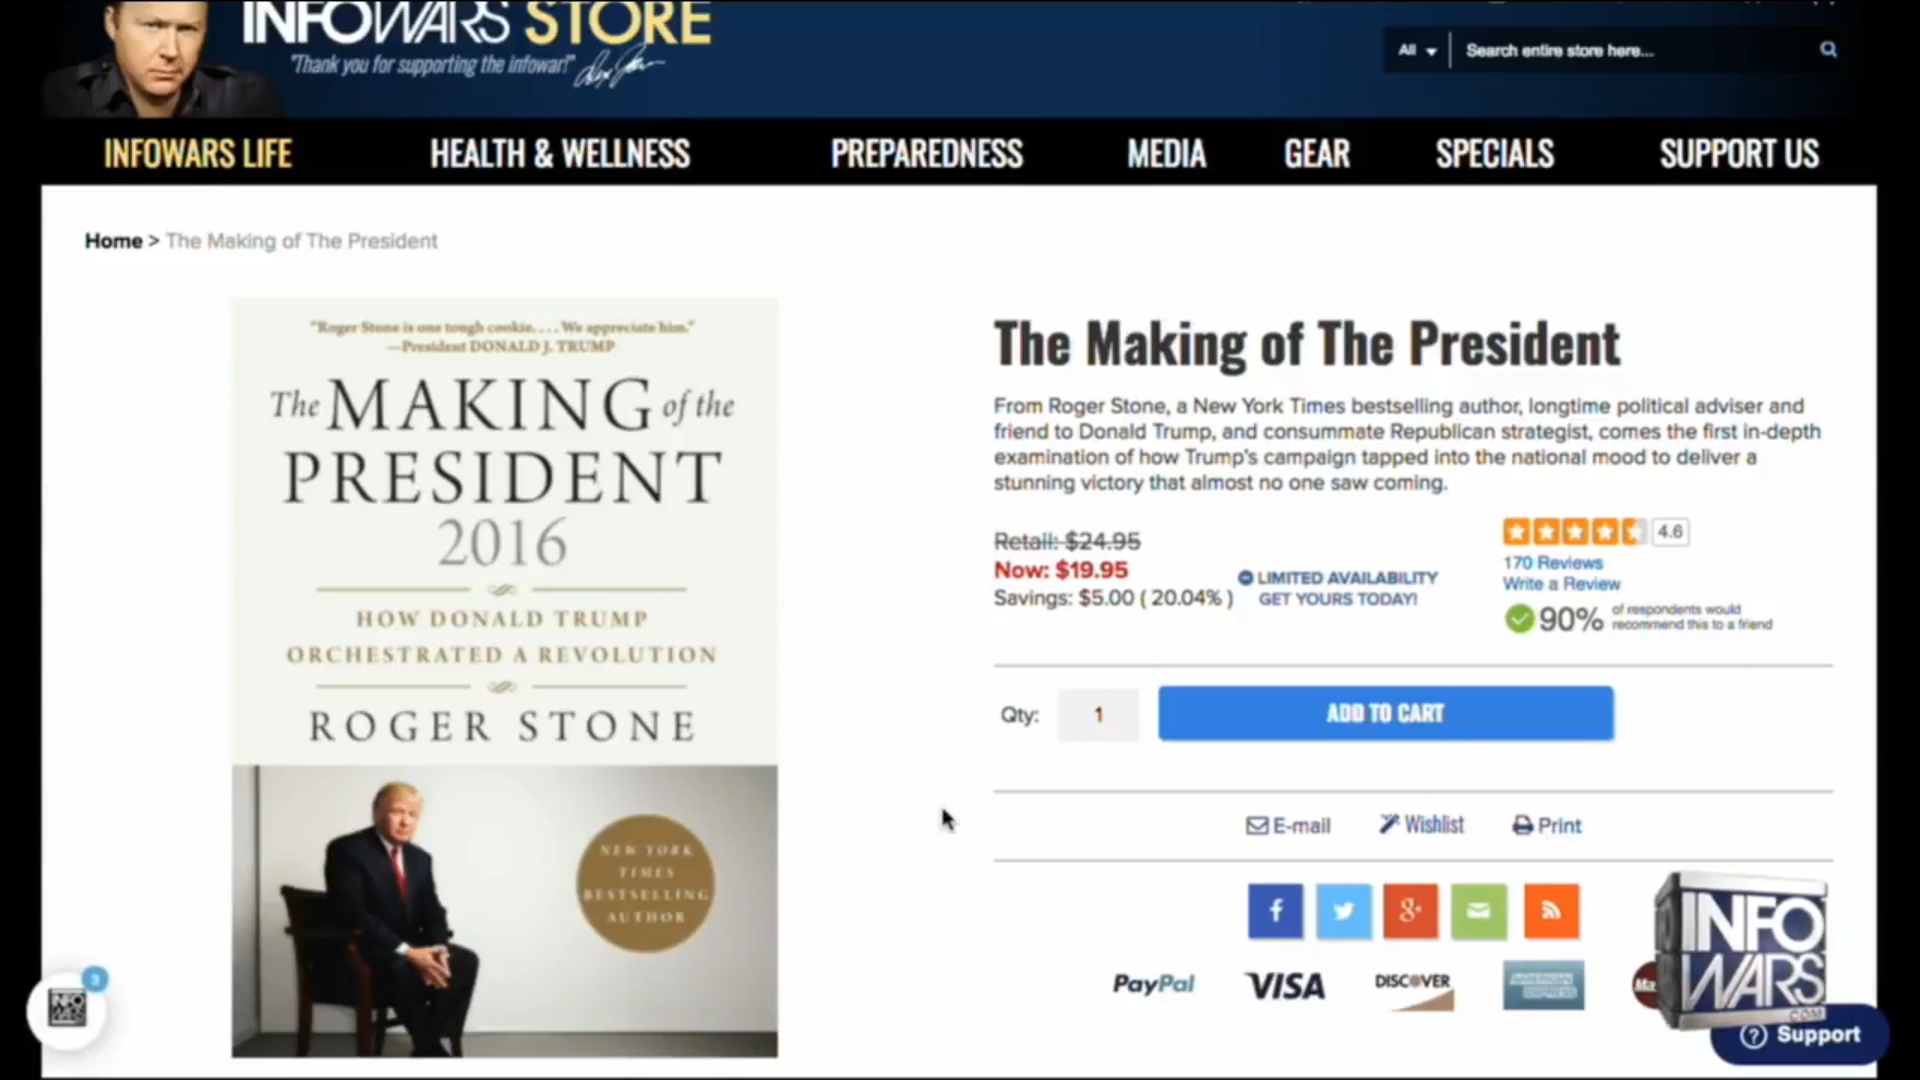 INFOWARS STORE
"Thank you for supporting the infowar!"
All
Search entire store here...
INFOWARS LIFE
HEALTH & WELLNESS
PREPAREDNESS
MEDIA
GEAR
SPECIALS
SUPPORT US
Home > The Making of The President
"Roger Stone is one tough cookie. . . . We appreciate him."
—President DONALD J. TRUMP
The MAKING of the
PRESIDENT
2016
HOW DONALD TRUMP
ORCHESTRATED A REVOLUTION
ROGER STONE
NEW YORK
TIMES
BESTSELLING
AUTHOR
The Making of The President
From Roger Stone, a New York Times bestselling author, longtime political adviser and
friend to Donald Trump, and consummate Republican strategist, comes the first in-depth
examination of how Trump's campaign tapped into the national mood to deliver a
stunning victory that almost no one saw coming.
Retail: $24.95
Now: $19.95
Savings: $5.00 ( 20.04% )
LIMITED AVAILABILITY
GET YOURS TODAY!
4.6
170 Reviews
Write a Review
90% of respondents would
recommend this to a friend
Qty: 1
ADD TO CART
E-mail
Wishlist
Print
PayPal
VISA
DISCOVER
AMERICAN
EXPRESS
INFO
WARS
.COM
INFO
WARS
Support